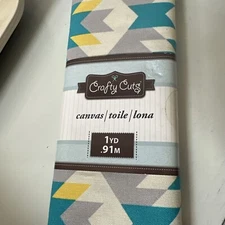 Crafty Cuts
canvas/toile/lona
1YD
.91M